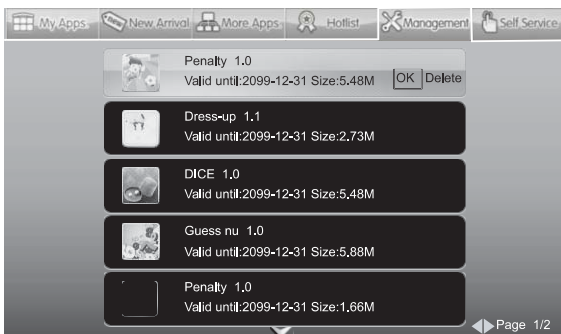 My Apps New New Arrival More Apps Hotlist Management Self Service
Penalty 1.0
Valid until:2099-12-31 Size:5.48M OK Delete
Dress-up 1.1
Valid until:2099-12-31 Size:2.73M
DICE 1.0
Valid until:2099-12-31 Size:5.48M
Guess nu 1.0
Valid until:2099-12-31 Size:5.88M
Penalty 1.0
Valid until:2099-12-31 Size:1.66M
Page 1/2